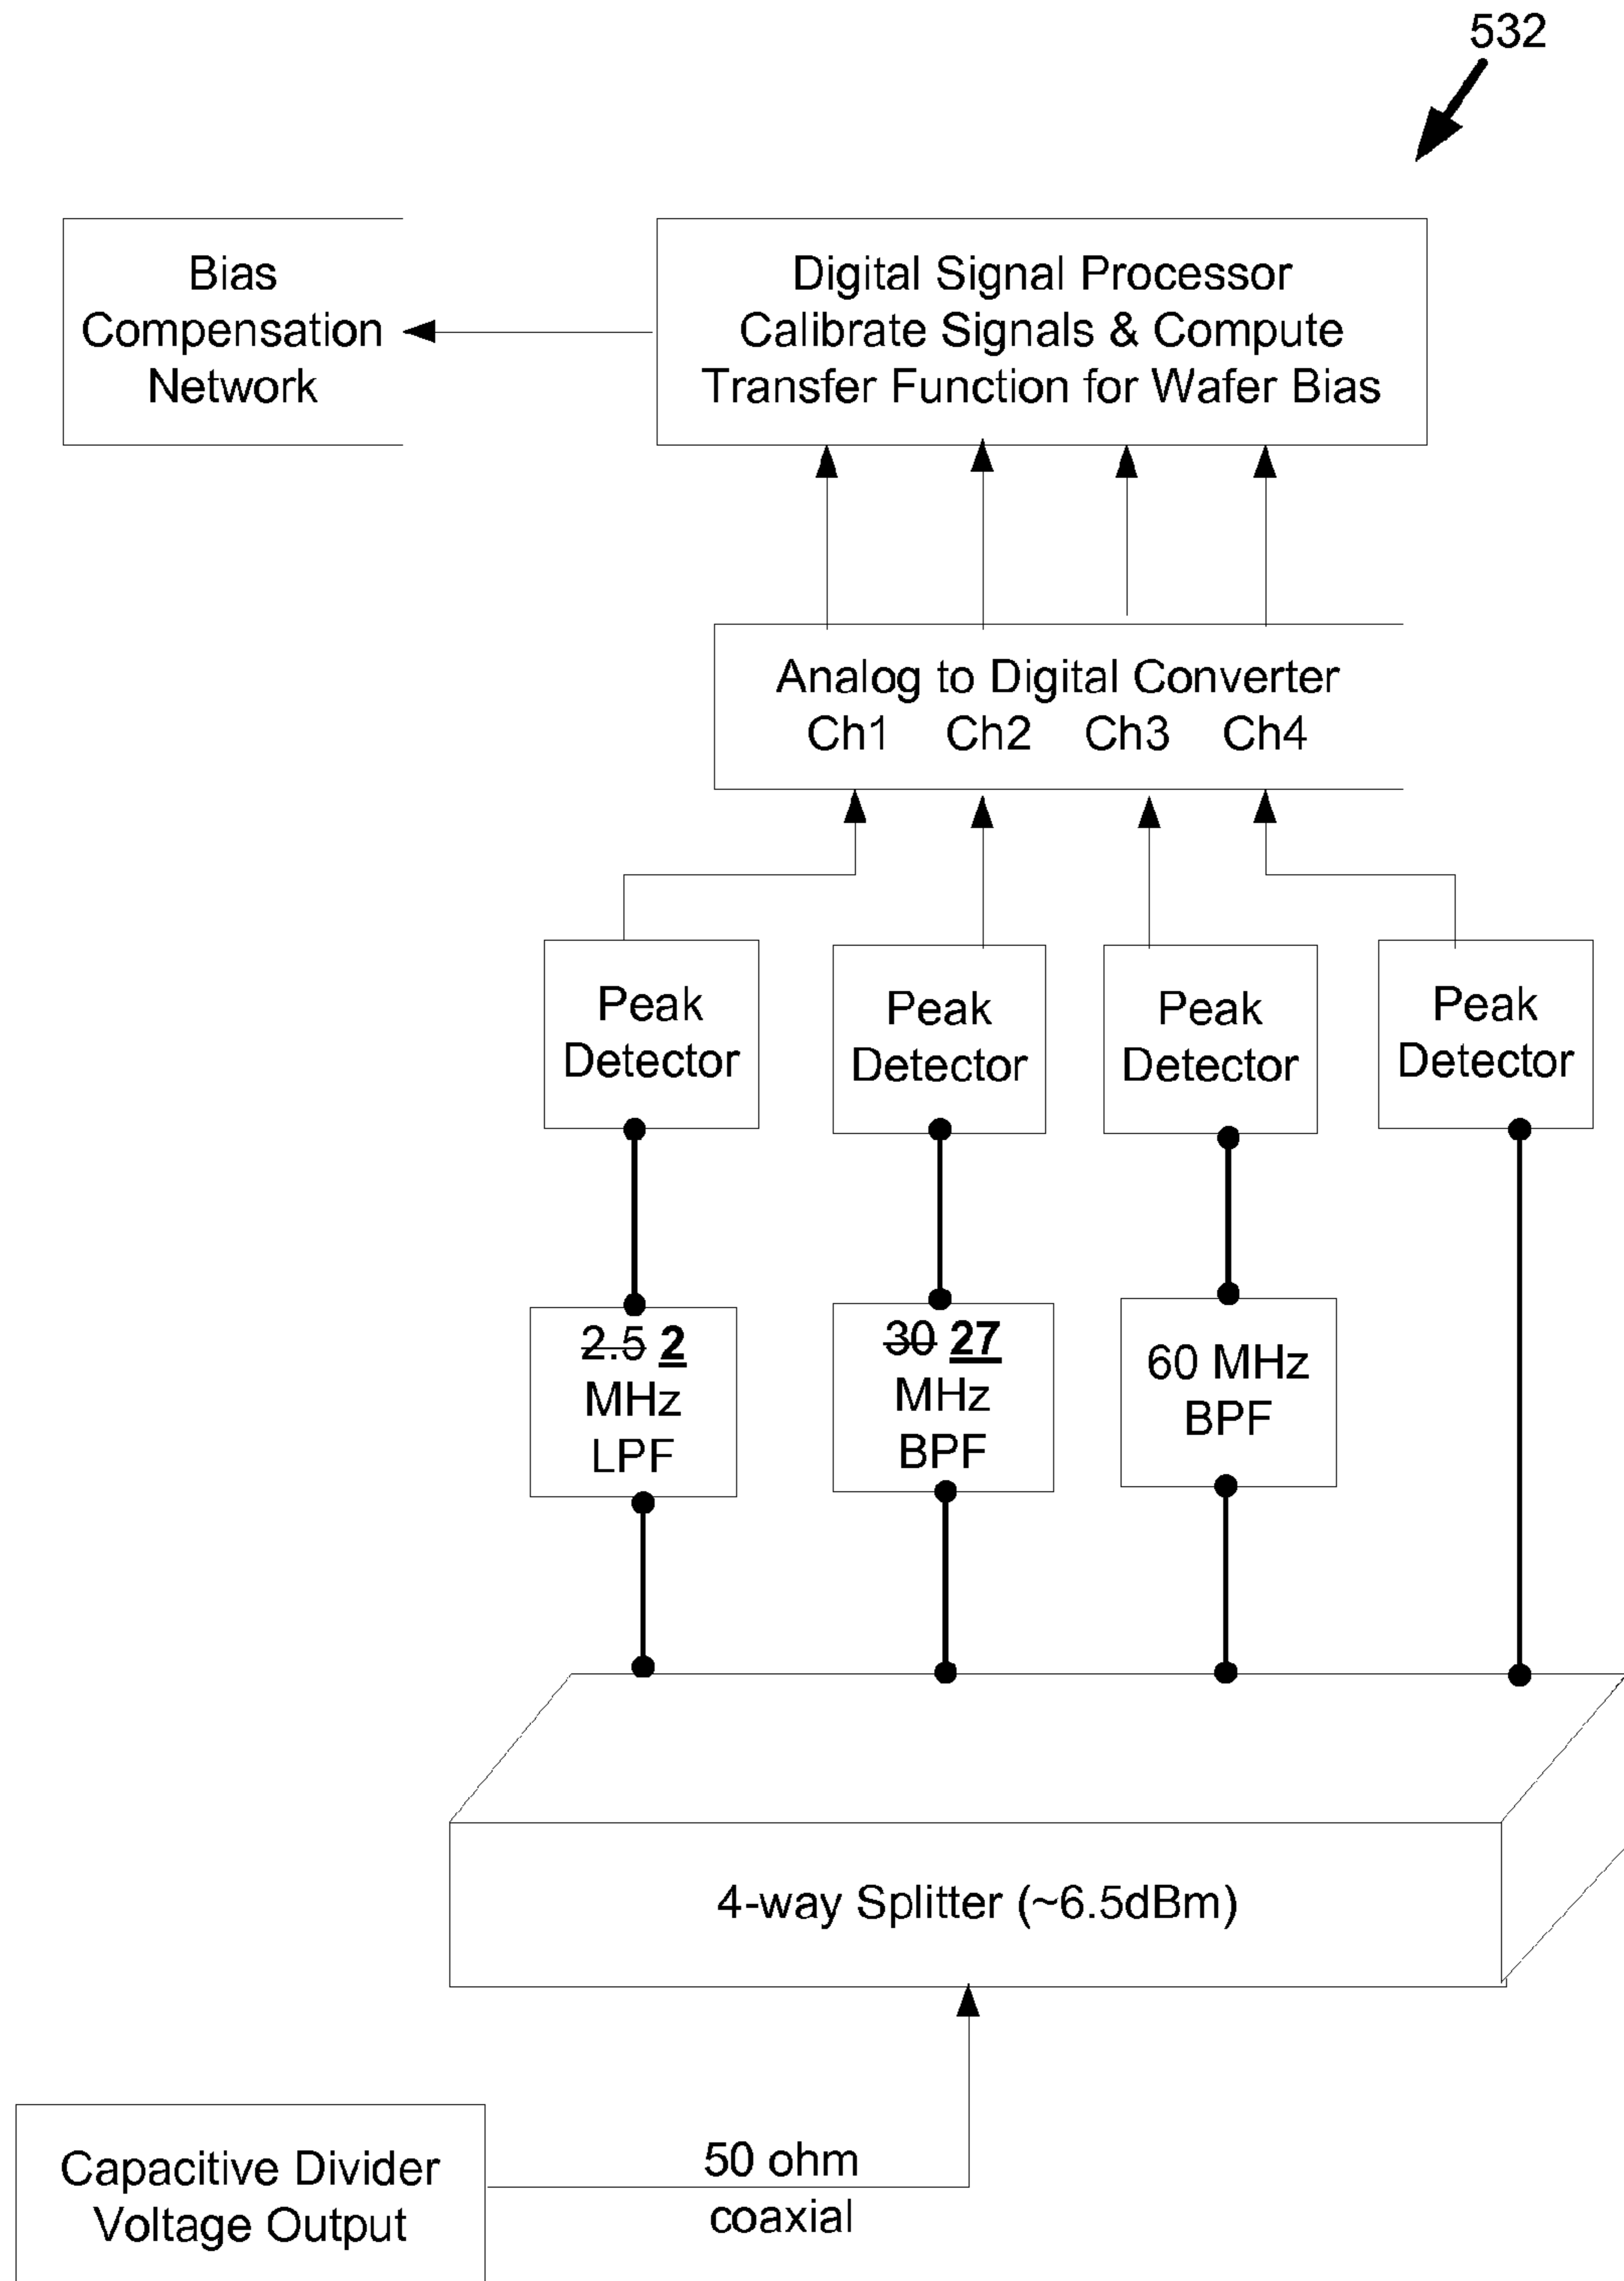 532
Bias
Compensation
Network
Digital Signal Processor
Calibrate Signals & Compute
Transfer Function for Wafer Bias
Analog to Digital Converter
Ch1 Ch2 Ch3 Ch4
Peak
Detector
Peak
Detector
Peak
Detector
Peak
Detector
2.5 2
MHz
LPF
30 27
MHz
BPF
60 MHz
BPF
4-way Splitter (~6.5dBm)
Capacitive Divider
Voltage Output
50 ohm
coaxial